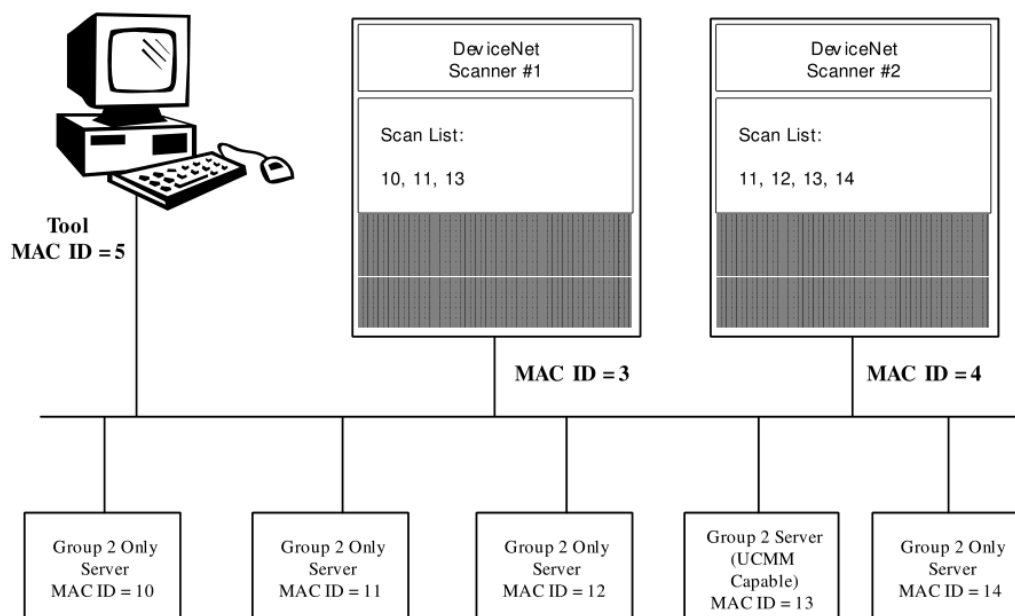 DeviceNet
Scanner #1
Scan List:
10, 11, 13
DeviceNet
Scanner #2
Scan List:
11, 12, 13, 14
Tool
MAC ID = 5
MAC ID = 3
MAC ID = 4
Group 2 Only
Server
MAC ID = 10
Group 2 Only
Server
MAC ID = 11
Group 2 Only
Server
MAC ID = 12
Group 2 Server
(UCMM
Capable)
MAC ID = 13
Group 2 Only
Server
MAC ID = 14